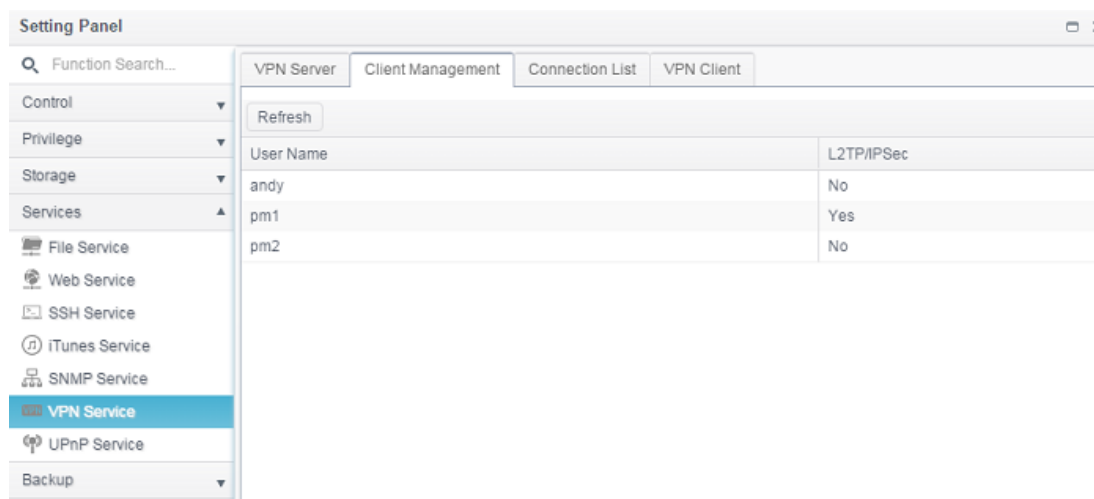 Setting Panel
Function Search...
Control
Privilege
Storage
Services
File Service
Web Service
SSH Service
iTunes Service
SNMP Service
VPN Service
UPnP Service
Backup
VPN Server Client Management Connection List VPN Client
Refresh
User Name L2TP/IPSec
andy No
pm1 Yes
pm2 No